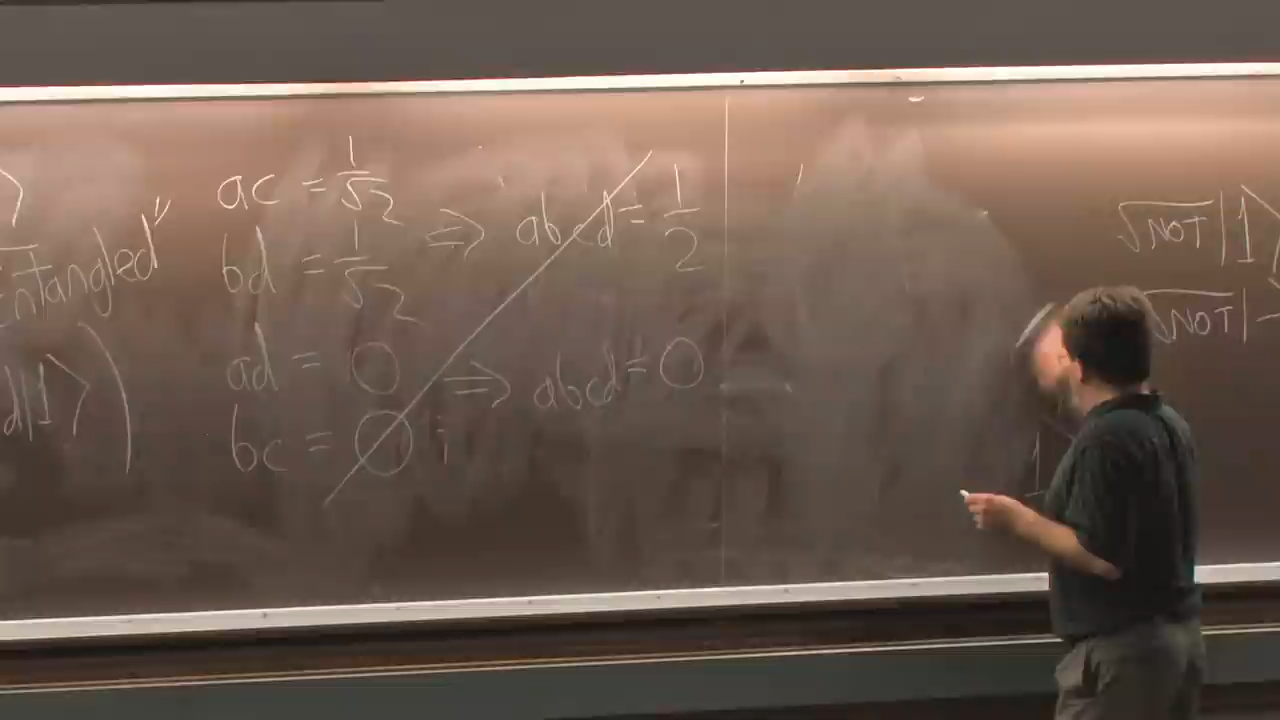 ⟩
Entangled"
d|1⟩)
ac = 1/√2
bd = 1/√2
⇒ abcd = 1/2
ad = 0
bc = 0
⇒ abcd = 0
√NOT|1⟩
√NOT|-
1